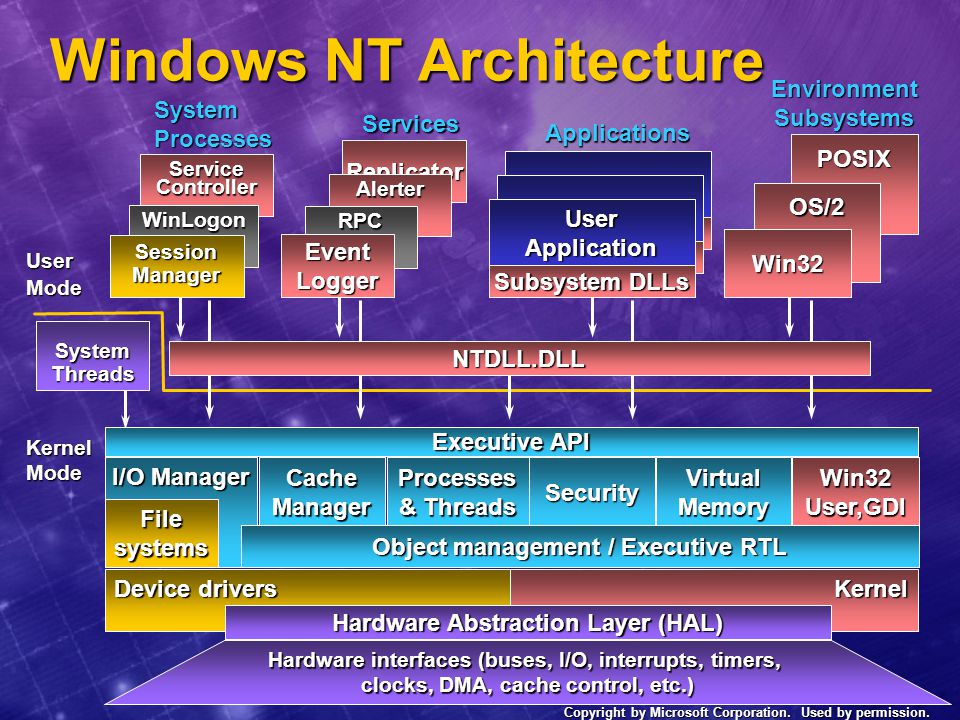 Windows NT Architecture
System
Processes
Services
Applications
Environment
Subsystems
Service
Controller
WinLogon
Session
Manager
Replicator
Alerter
RPC
Event
Logger
User
Application
Subsystem DLLs
POSIX
OS/2
Win32
User
Mode
System
Threads
NTDLL.DLL
Kernel
Mode
Executive API
I/O Manager
File
systems
Cache
Manager
Processes
& Threads
Security
Virtual
Memory
Win32
User,GDI
Object management / Executive RTL
Device drivers
Kernel
Hardware Abstraction Layer (HAL)
Hardware interfaces (buses, I/O, interrupts, timers,
clocks, DMA, cache control, etc.)
Copyright by Microsoft Corporation. Used by permission.